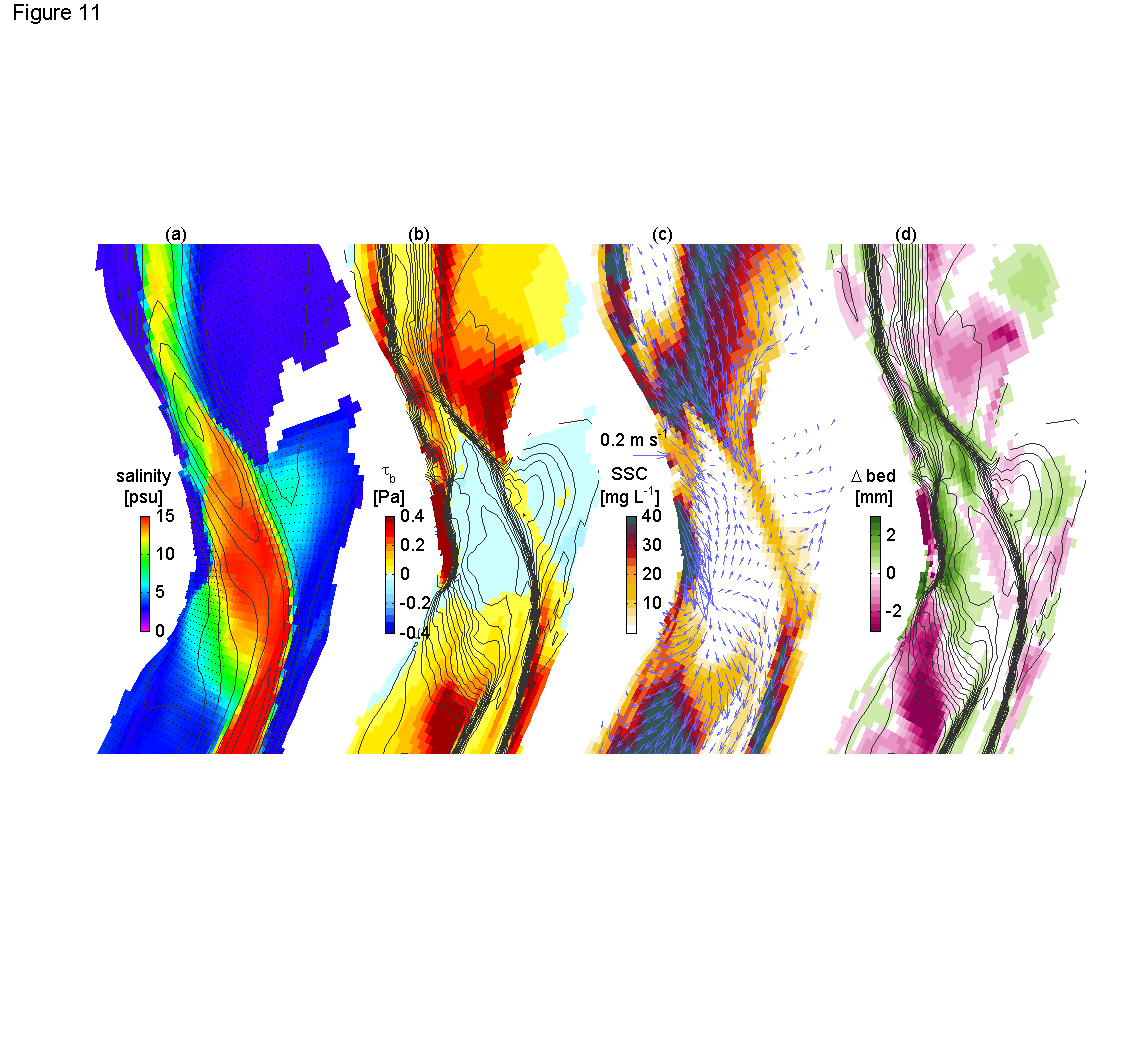 Figure 11
(a)
(b)
(c)
(d)
salinity
[psu]
15
10
5
0
τb
[Pa]
0.4
0.2
0
-0.2
-0.4
0.2 m s-1
SSC
[mg L-1]
40
30
20
10
Δ bed
[mm]
2
0
-2